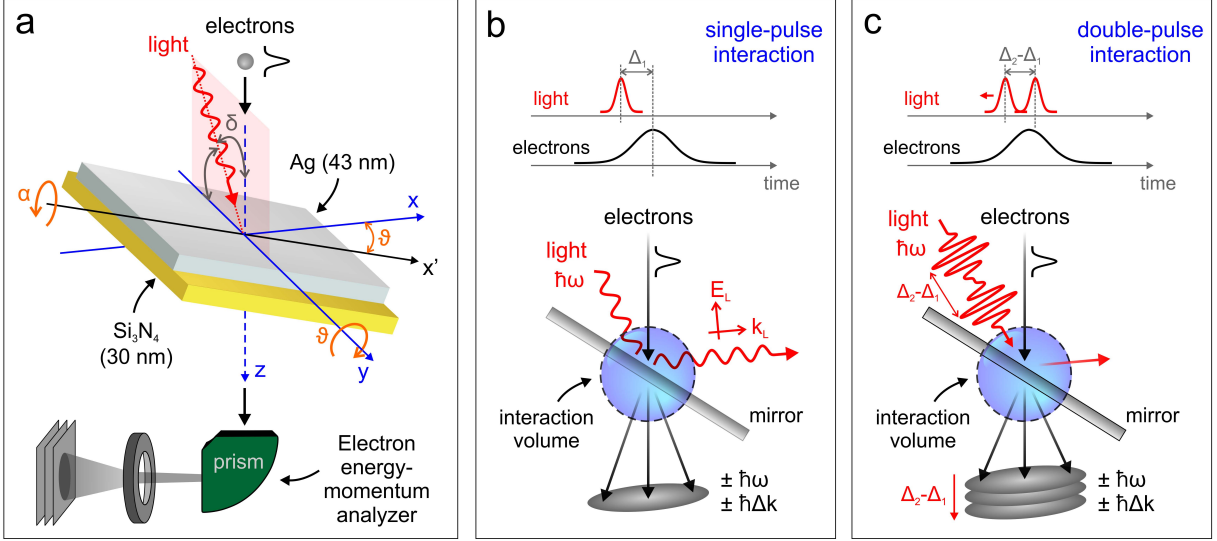 a
electrons
light
δ
Ag (43 nm)
α
x
ϑ
x'
Si₃N₄
(30 nm)
ϑ
y
z
prism
Electron
energy-
momentum
analyzer
b
single-pulse
interaction
Δ₁
light
electrons
time
electrons
light
ħω
E_L
k_L
interaction
volume
mirror
± ħω
± ħΔk
c
double-pulse
interaction
Δ₂-Δ₁
light
electrons
time
electrons
light
ħω
Δ₂-Δ₁
interaction
volume
mirror
Δ₂-Δ₁
± ħω
± ħΔk